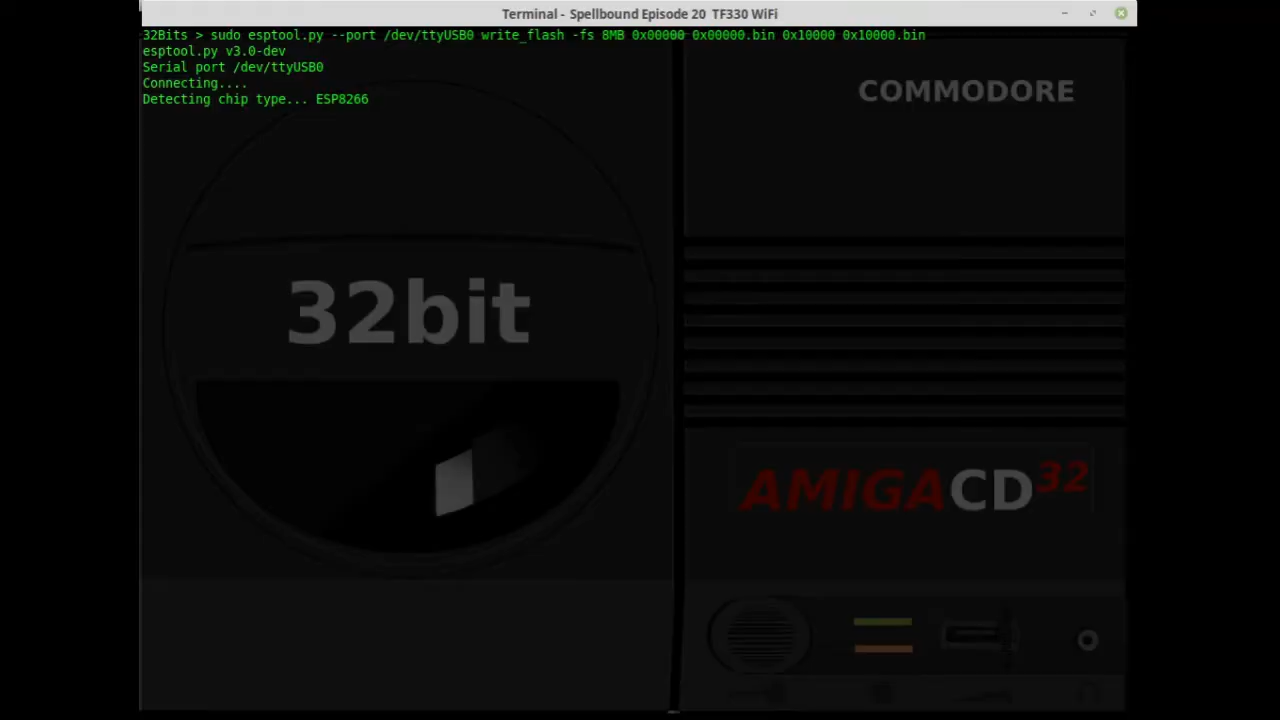 Terminal - Spellbound Episode 20  TF330 WiFi
32Bits > sudo esptool.py --port /dev/ttyUSB0 write_flash -fs 8MB 0x00000 0x00000.bin 0x10000 0x10000.bin
esptool.py v3.0-dev
Serial port /dev/ttyUSB0
Connecting....
Detecting chip type... ESP8266
COMMODORE
32bit
AMIGACD32